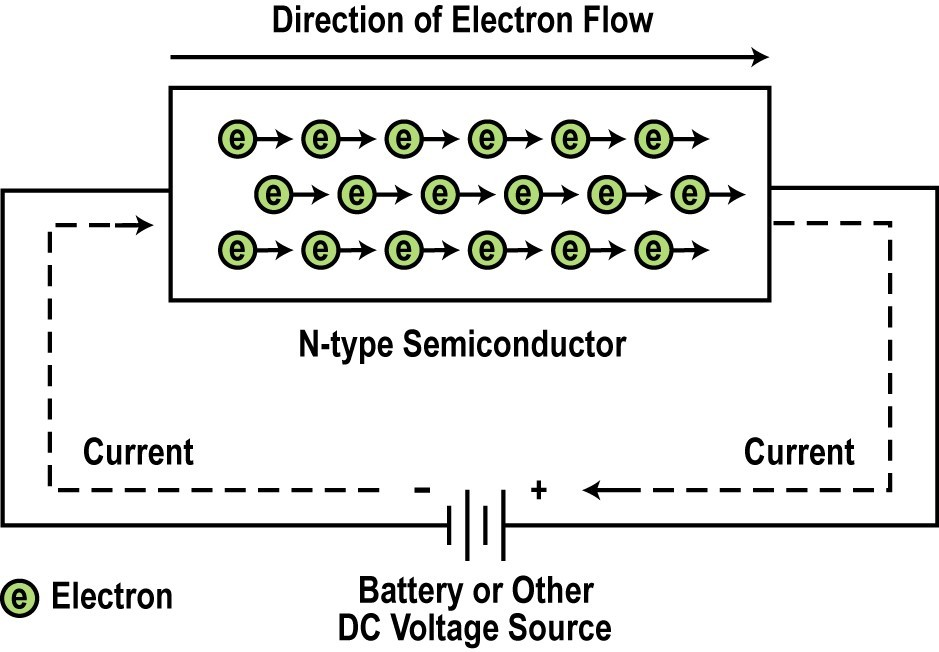 Direction of Electron Flow
e e e e e e
e e e e e e
e e e e e e
N-type Semiconductor
Current
Current
- +
e Electron
Battery or Other
DC Voltage Source